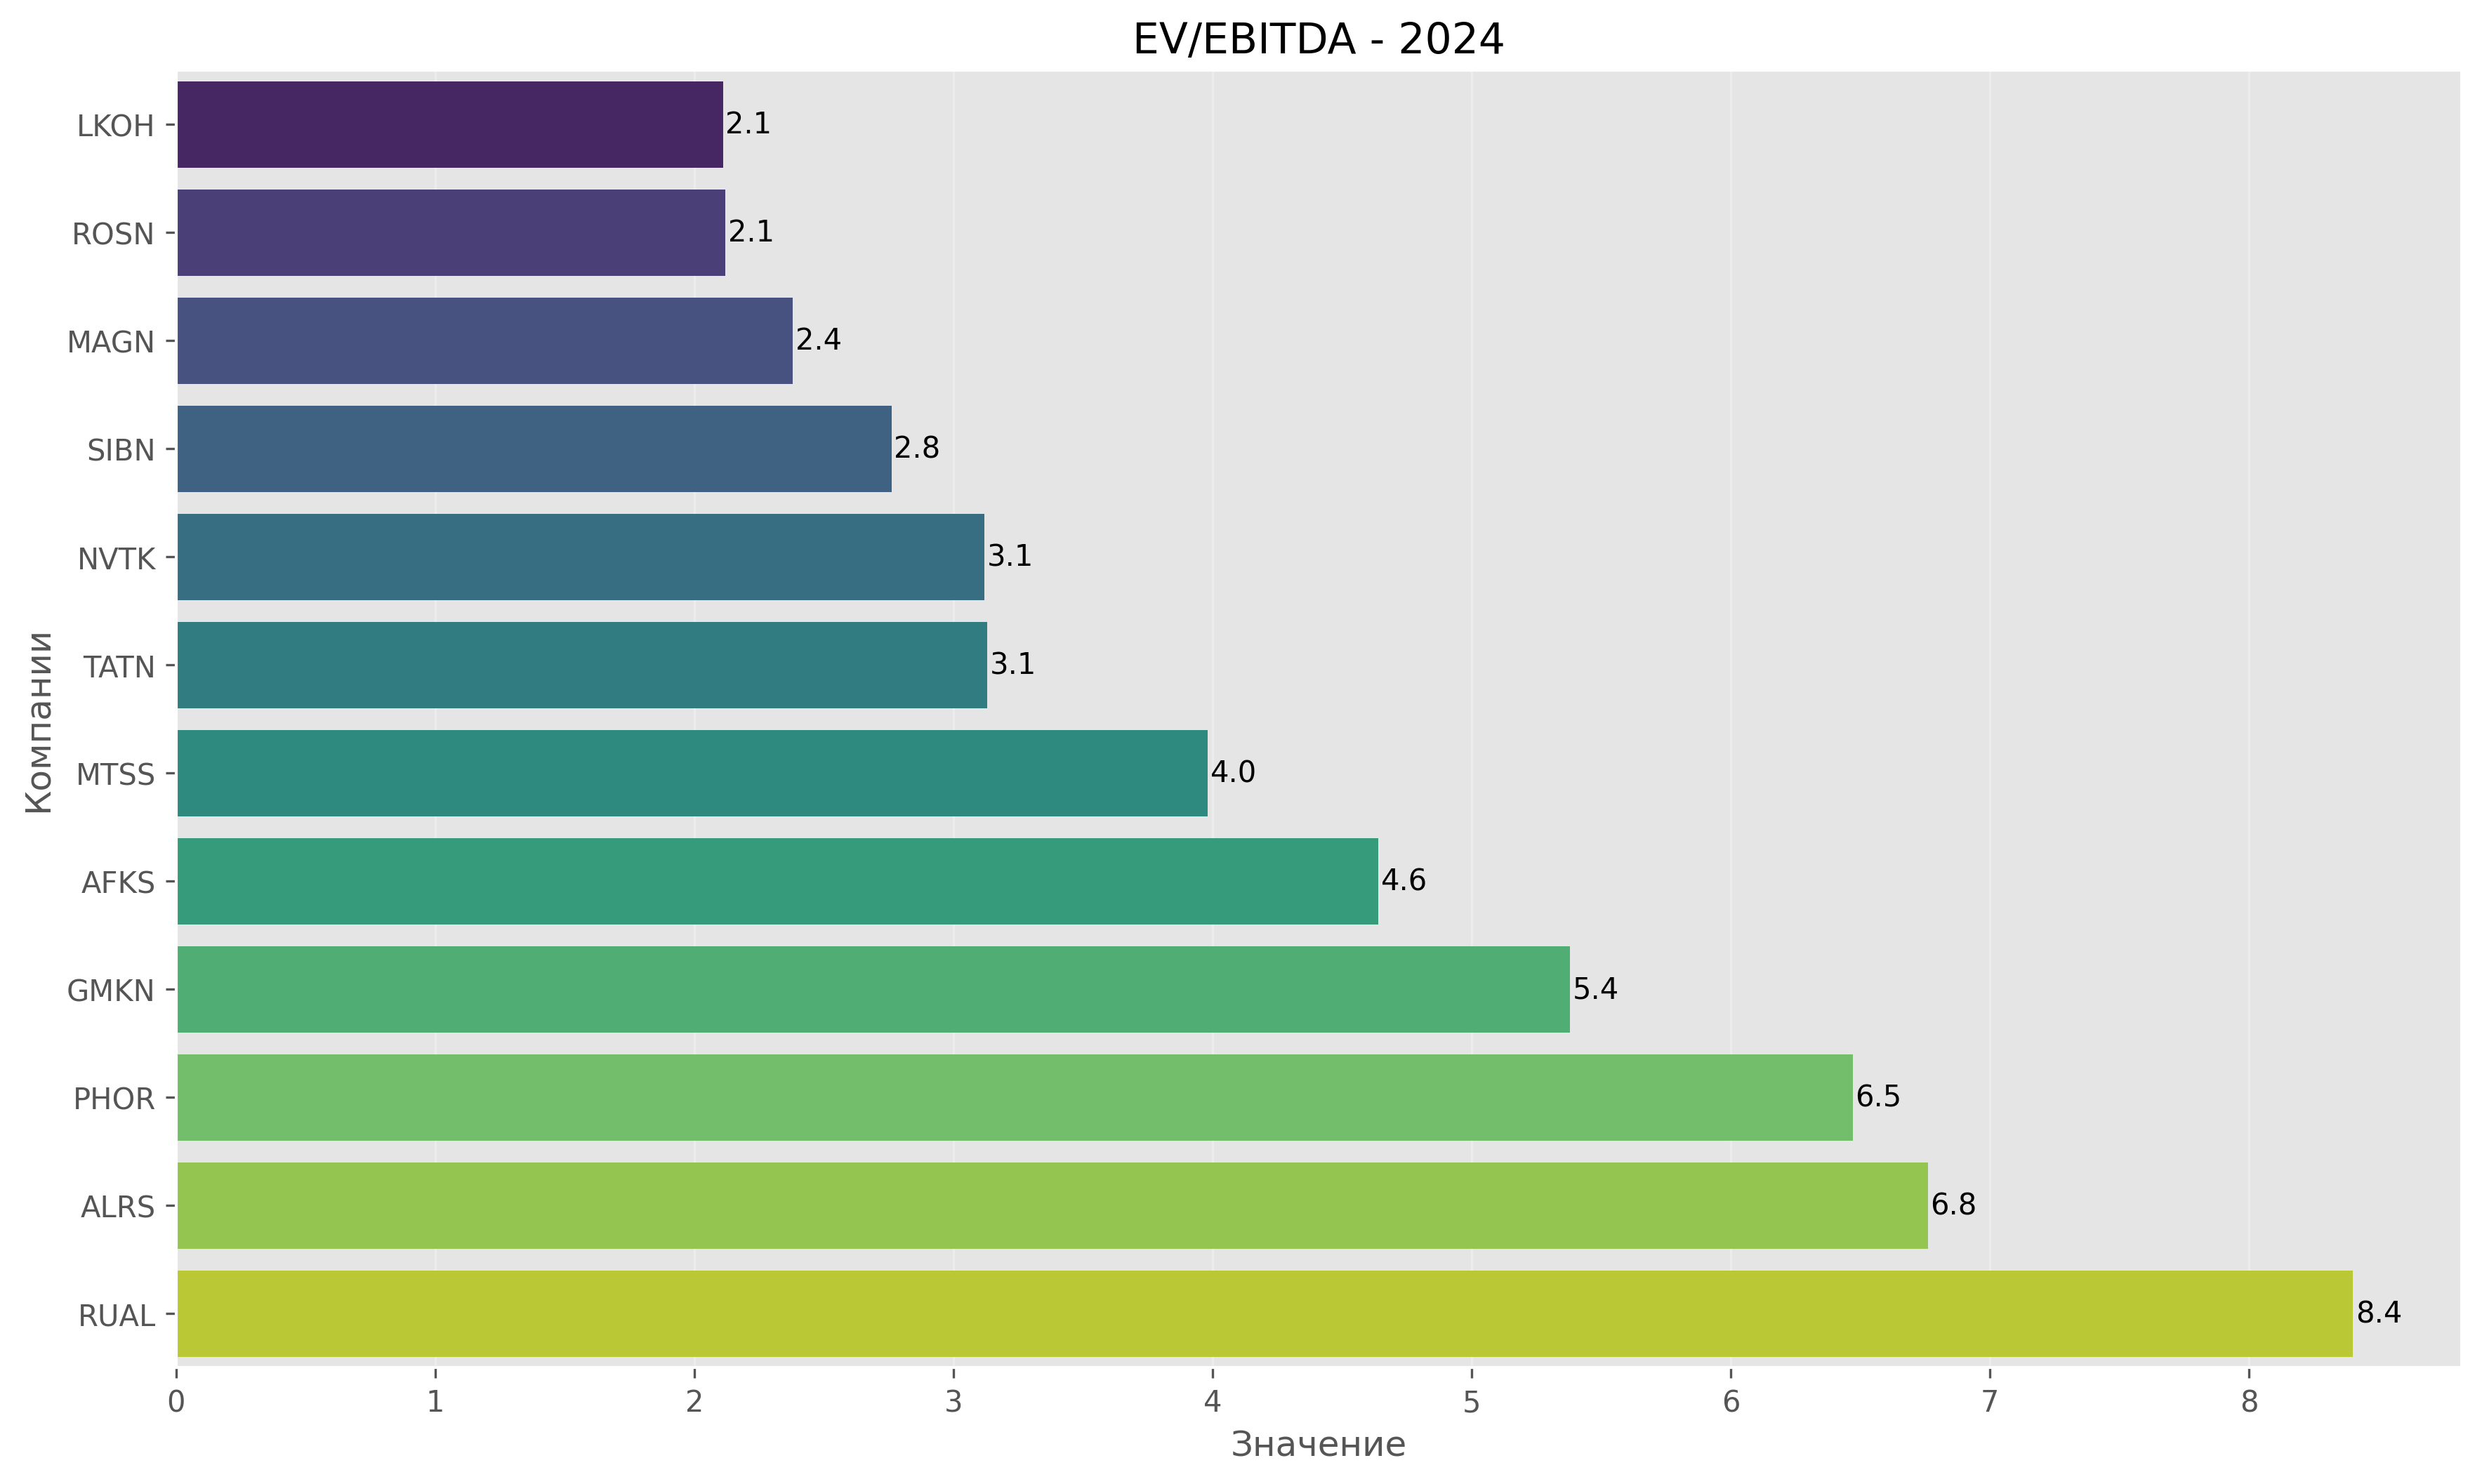 EV/EBITDA - 2024
Компании
LKOH 2.1
ROSN 2.1
MAGN 2.4
SIBN 2.8
NVTK 3.1
TATN 3.1
MTSS 4.0
AFKS 4.6
GMKN 5.4
PHOR 6.5
ALRS 6.8
RUAL 8.4
0 1 2 3 4 5 6 7 8
Значение